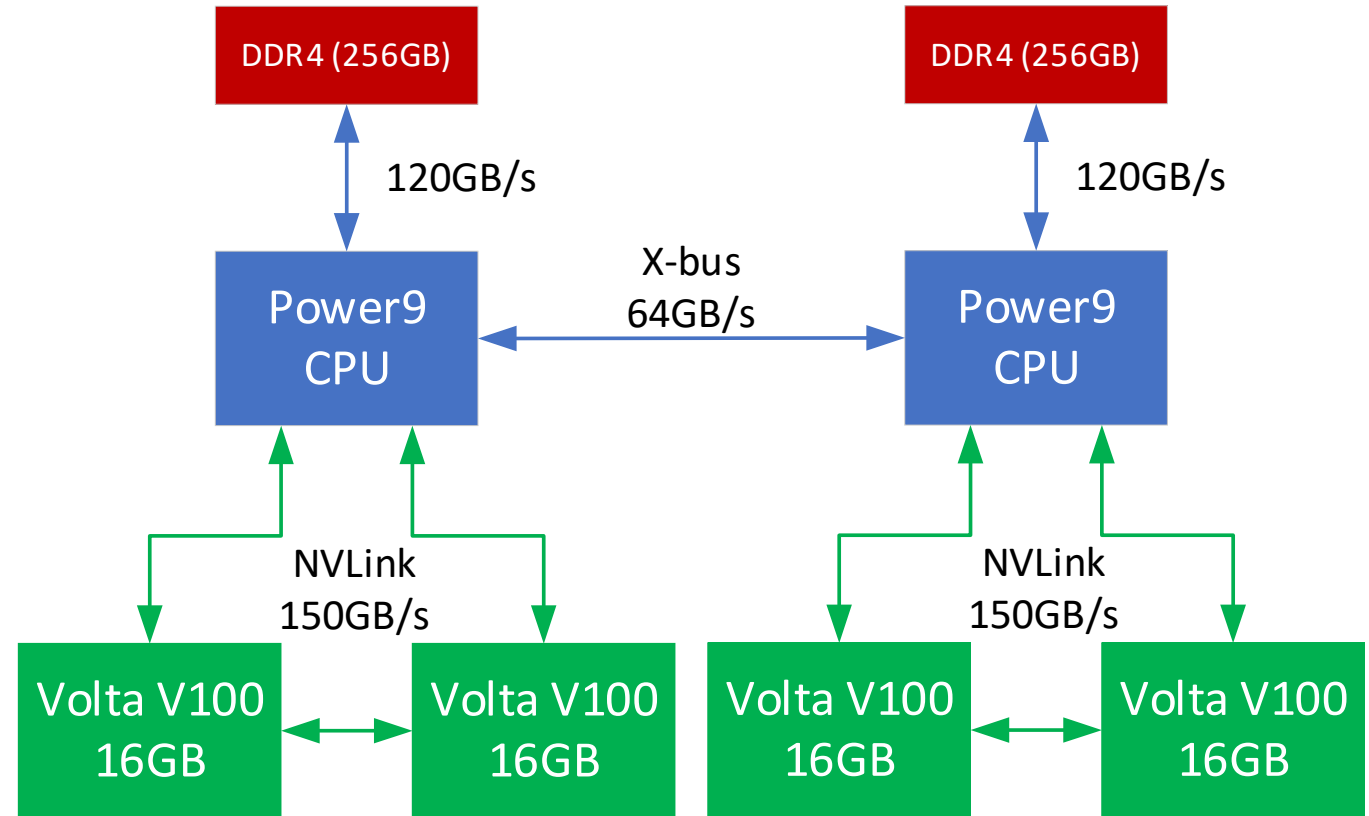 DDR4 (256GB)
DDR4 (256GB)
120GB/s
120GB/s
Power9
CPU
X-bus
64GB/s
Power9
CPU
NVLink
150GB/s
NVLink
150GB/s
Volta V100
16GB
Volta V100
16GB
Volta V100
16GB
Volta V100
16GB